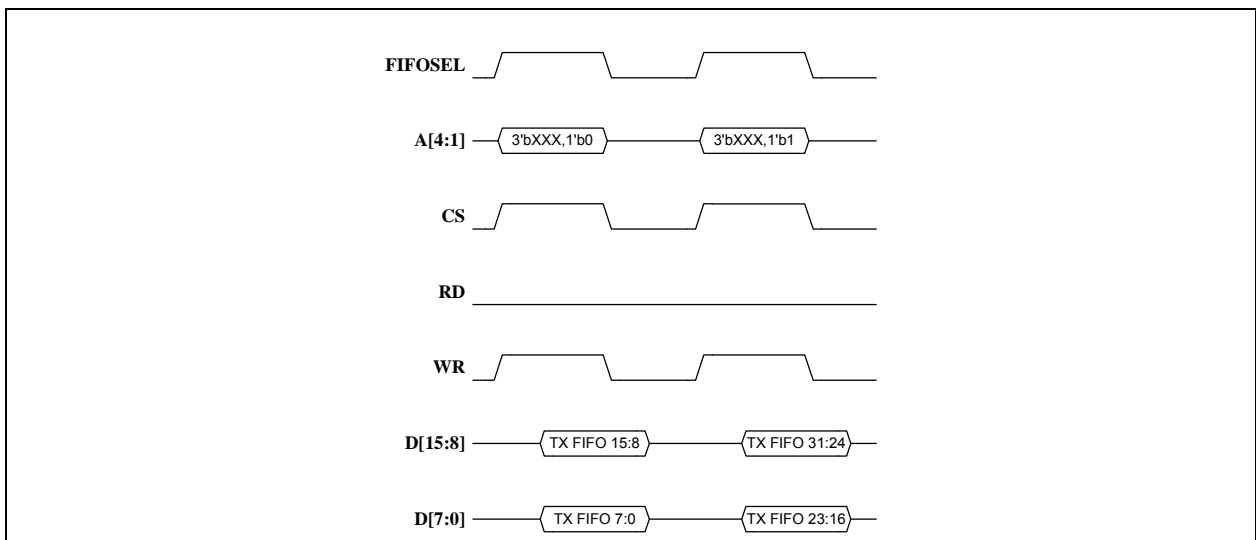 FIFOSEL
A[4:1] 3'bXXX,1'b0 3'bXXX,1'b1
CS
RD
WR
D[15:8] TX FIFO 15:8 TX FIFO 31:24
D[7:0] TX FIFO 7:0 TX FIFO 23:16